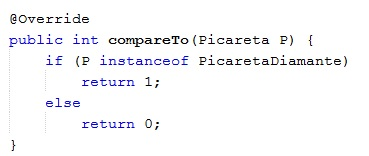 @Override
public int compareTo(Picareta P) {
if (P instanceof PicaretaDiamante)
return 1;
else
return 0;
}